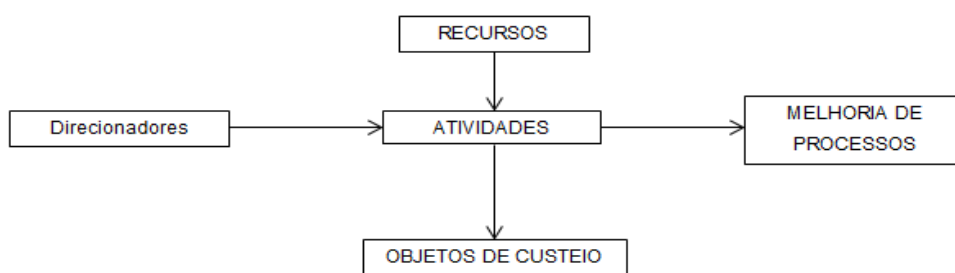 RECURSOS
Direcionadores
ATIVIDADES
MELHORIA DE
PROCESSOS
OBJETOS DE CUSTEIO